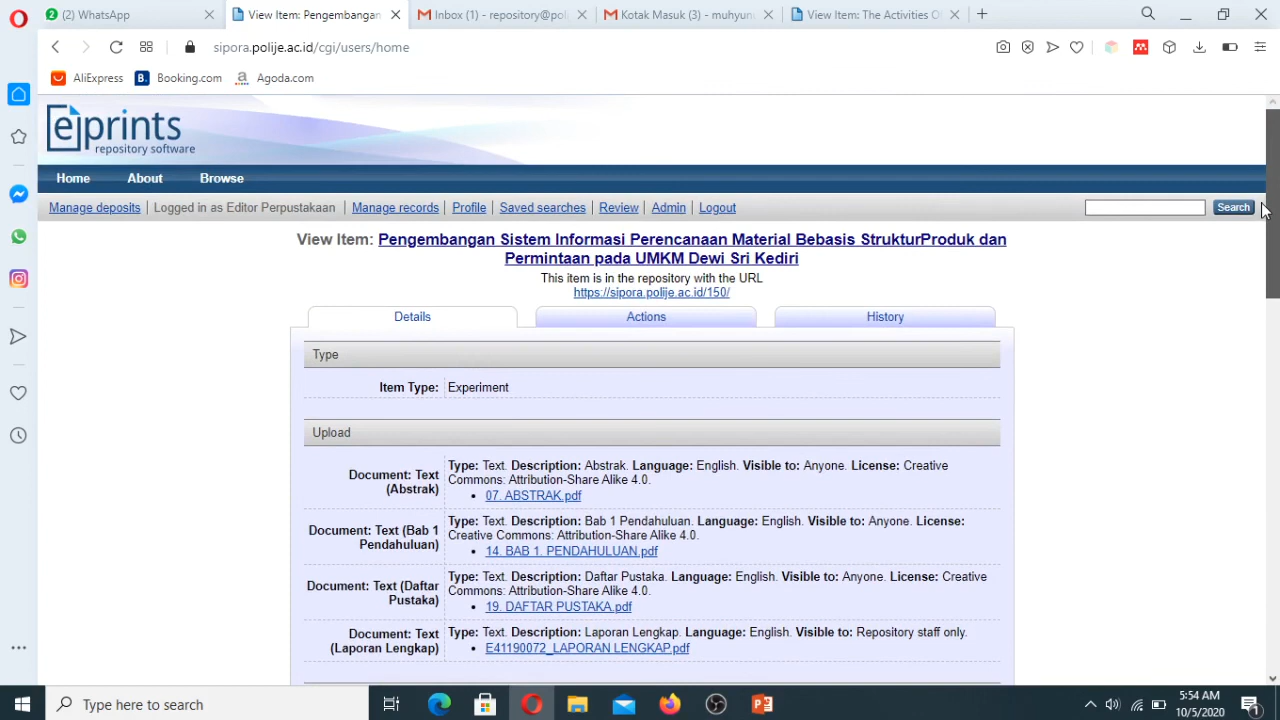 (2) WhatsApp
View Item: Pengembangan
Inbox (1) - repository@poli
Kotak Masuk (3) - muhyuni
View Item: The Activities O
sipora.polije.ac.id/cgi/users/home
AliExpress
Booking.com
Agoda.com
eprints
repository software
Home About Browse
Manage deposits Logged in as Editor Perpustakaan Manage records Profile Saved searches Review Admin Logout Search
View Item: Pengembangan Sistem Informasi Perencanaan Material Bebasis StrukturProduk dan
Permintaan pada UMKM Dewi Sri Kediri
This item is in the repository with the URL
https://sipora.polije.ac.id/150/
Details Actions History
Type
Item Type: Experiment
Upload
Document: Text (Abstrak)
Type: Text. Description: Abstrak. Language: English. Visible to: Anyone. License: Creative
Commons: Attribution-Share Alike 4.0.
07. ABSTRAK.pdf
Document: Text (Bab 1 Pendahuluan)
Type: Text. Description: Bab 1 Pendahuluan. Language: English. Visible to: Anyone. License:
Creative Commons: Attribution-Share Alike 4.0.
14. BAB 1. PENDAHULUAN.pdf
Document: Text (Daftar Pustaka)
Type: Text. Description: Daftar Pustaka. Language: English. Visible to: Anyone. License: Creative
Commons: Attribution-Share Alike 4.0.
19. DAFTAR PUSTAKA.pdf
Document: Text (Laporan Lengkap)
Type: Text. Description: Laporan Lengkap. Language: English. Visible to: Repository staff only.
E41190072_LAPORAN LENGKAP.pdf
Type here to search
5:54 AM
10/5/2020